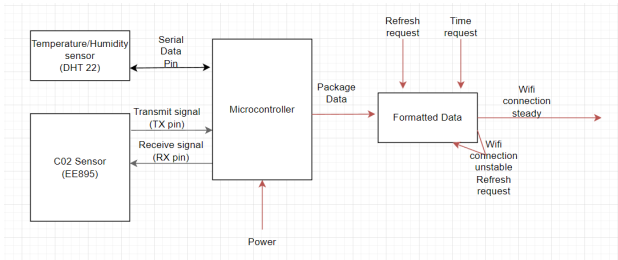 Temperature/Humidity
sensor
(DHT 22)
Serial
Data
Pin
C02 Sensor
(EE895)
Transmit signal
(TX pin)
Receive signal
(RX pin)
Microcontroller
Power
Package
Data
Refresh
request
Time
request
Formatted Data
Wifi
connection
steady
Wifi
connection
unstable
Refresh
request